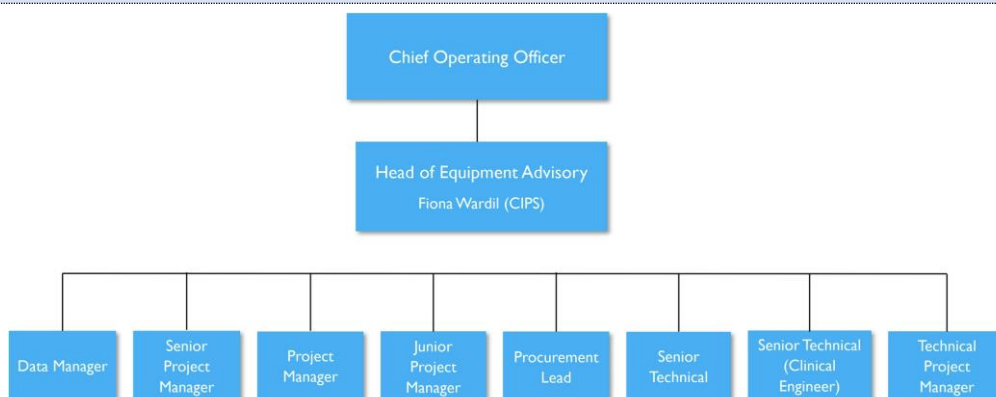 Chief Operating Officer
Head of Equipment Advisory
Fiona Wardil (CIPS)
Data Manager
Senior
Project
Manager
Project
Manager
Junior
Project
Manager
Procurement
Lead
Senior
Technical
Senior Technical
(Clinical
Engineer)
Technical
Project
Manager